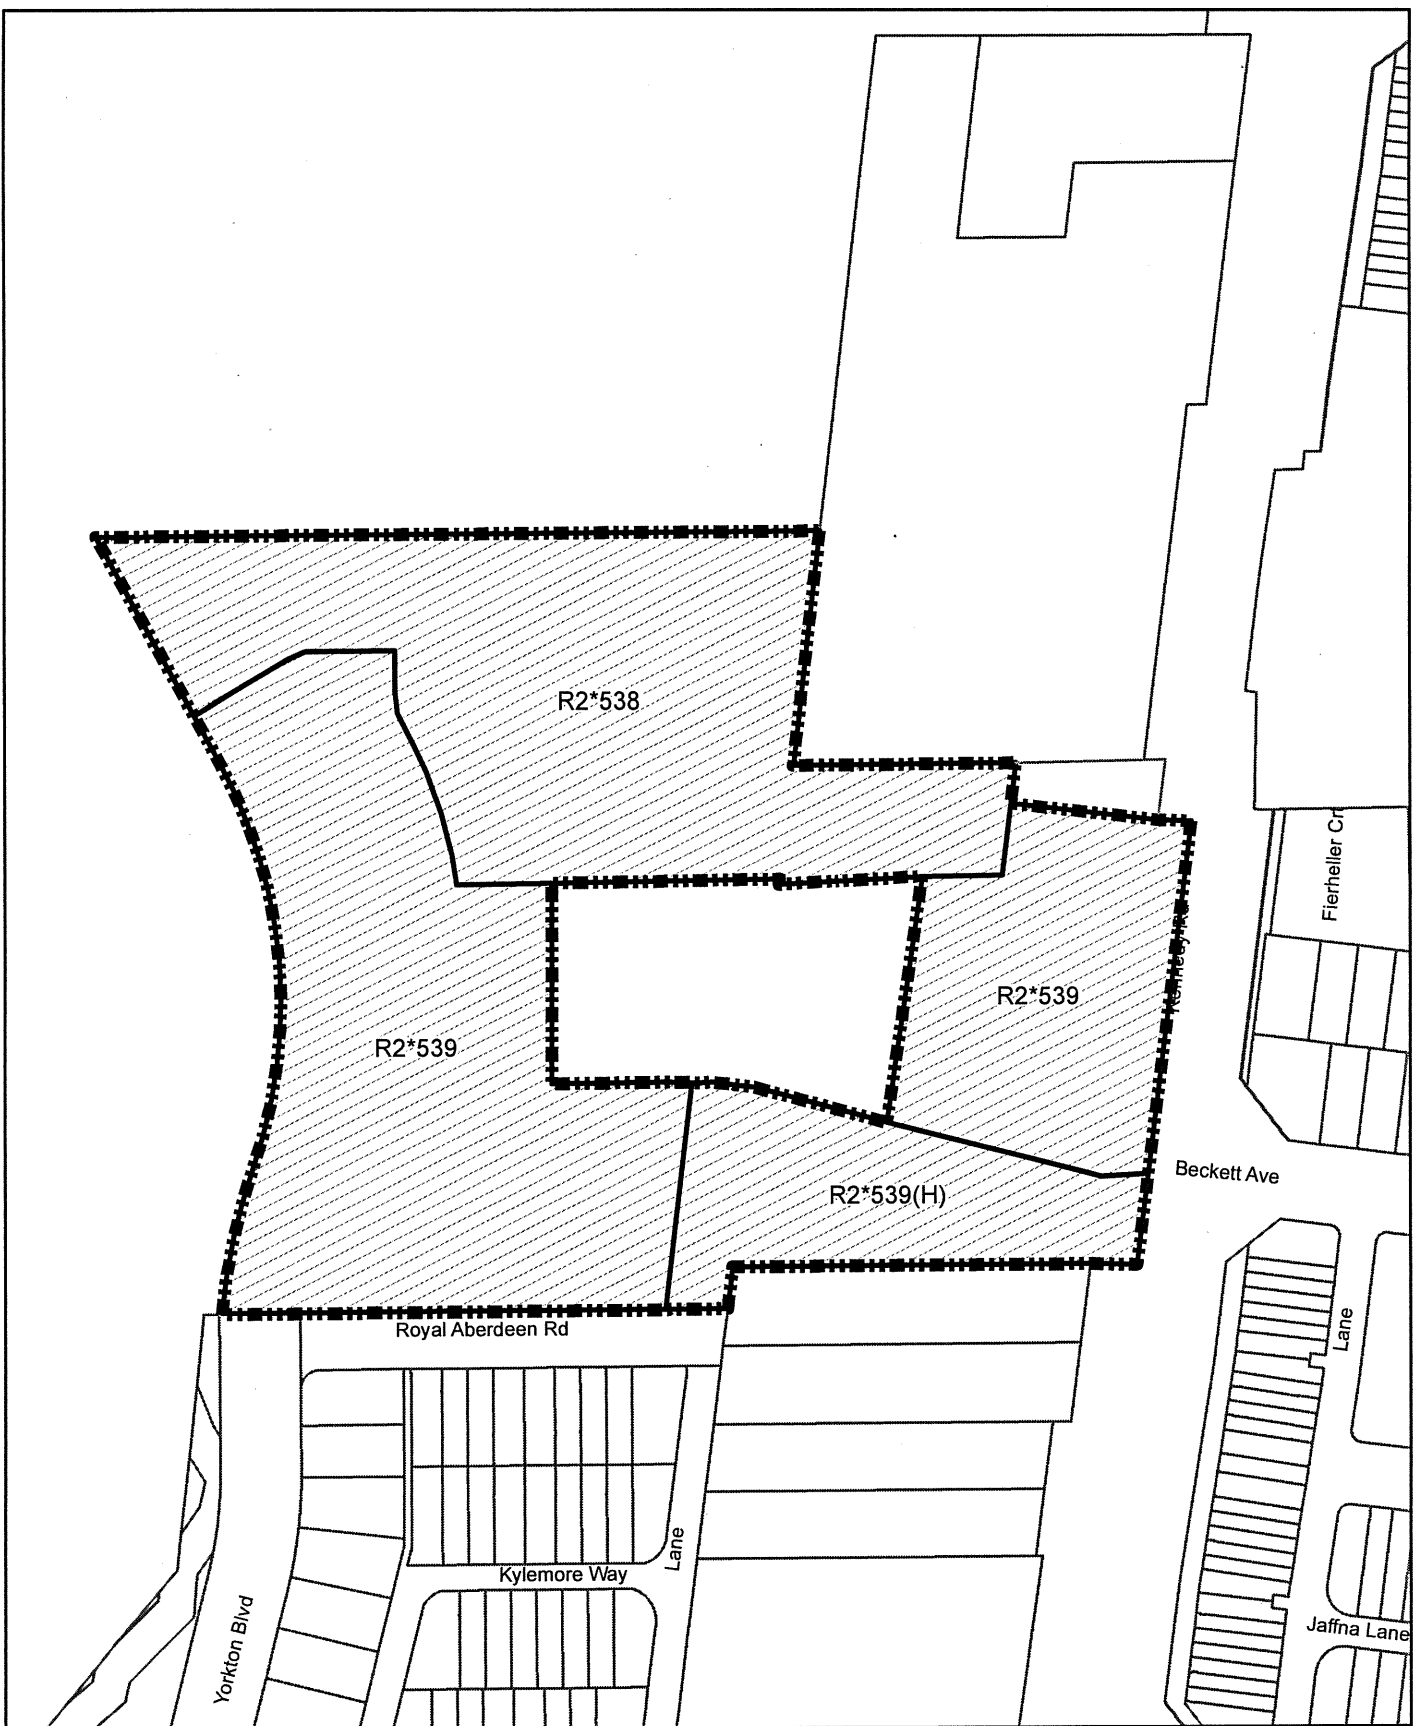 R2*538
Fierheller Cr
R2*539
R2*539
Beckett Ave
R2*539(H)
Lane
Royal Aberdeen Rd
Lane
Kylemore Way
Yorkton Blvd
Jaffna Lane